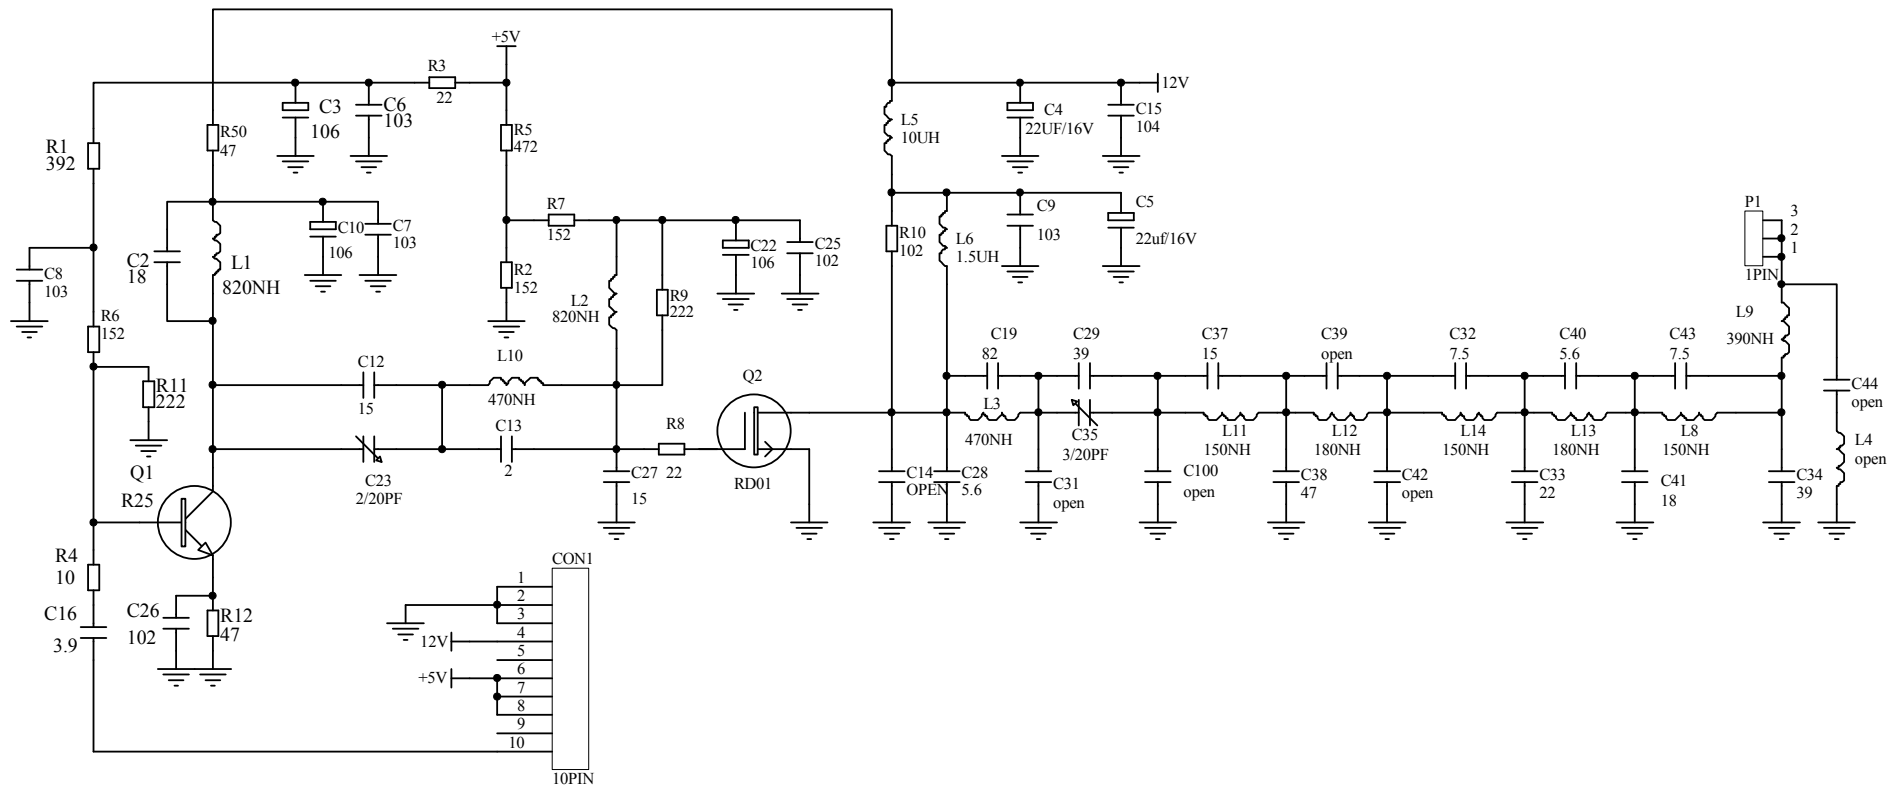 +5V
R3
22
C3
106
C6
103
R1
392
R50
47
R5
472
L5
10UH
C4
22UF/16V
C15
104
12V
C2
18
L1
820NH
C10
106
C7
103
R7
152
R2
152
L2
820NH
R9
222
C22
106
C25
102
R10
102
L6
1.5UH
C9
103
C5
22uf/16V
P1
3
2
1
1PIN
C8
103
R6
152
R11
222
C12
15
L10
470NH
C13
2
C23
2/20PF
R8
22
C27
15
Q2
RD01
C19
82
L3
470NH
C29
39
C35
3/20PF
C37
15
L11
150NH
C39
open
L12
180NH
C32
7.5
L14
150NH
C40
5.6
L13
180NH
C43
7.5
L8
150NH
L9
390NH
C44
open
L4
open
C14
OPEN
C28
5.6
C31
open
C100
open
C38
47
C42
open
C33
22
C41
18
C34
39
Q1
R25
R4
10
C16
3.9
C26
102
R12
47
CON1
1
2
3
12V
4
5
+5V
6
7
8
9
10
10PIN